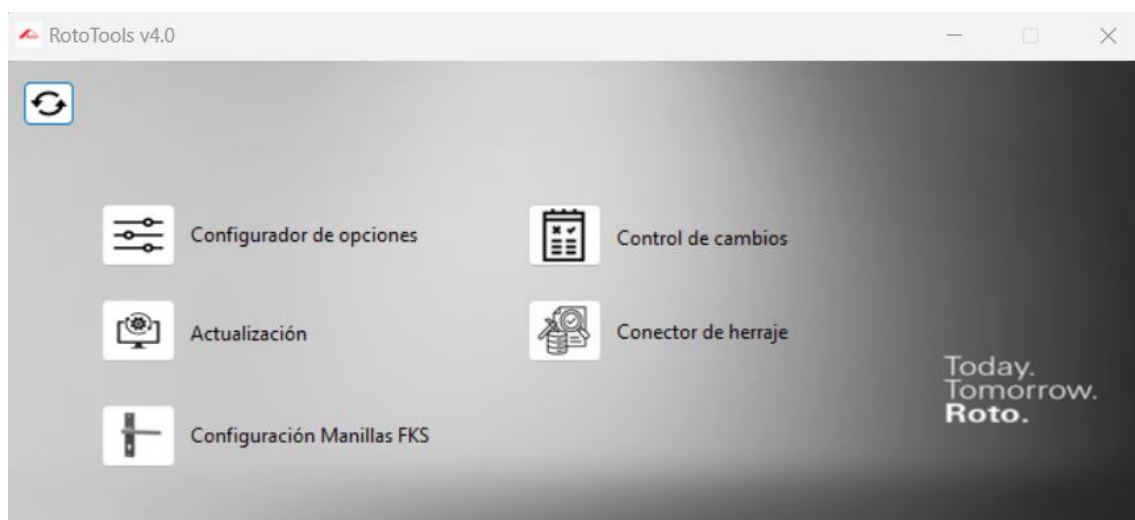 RotoTools v4.0
Configurador de opciones
Control de cambios
Actualización
Conector de herraje
Configuración Manillas FKS
Today.
Tomorrow.
Roto.